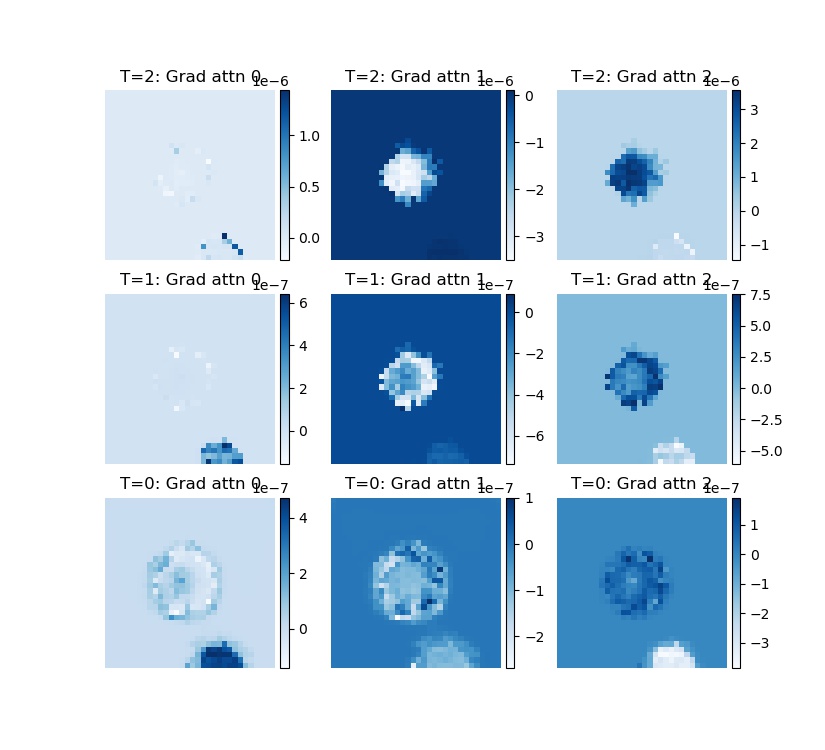 T=2: Grad attn 0
1e−6
T=2: Grad attn 1
1e−6
T=2: Grad attn 2
1e−6
1.0
0.5
0.0
0
−1
−2
−3
3
2
1
0
−1
T=1: Grad attn 0
1e−7
T=1: Grad attn 1
1e−7
T=1: Grad attn 2
1e−7
6
4
2
0
0
−2
−4
−6
7.5
5.0
2.5
0.0
−2.5
−5.0
T=0: Grad attn 0
1e−7
T=0: Grad attn 1
1e−7
T=0: Grad attn 2
1e−7
4
2
0
1
0
−1
−2
1
0
−1
−2
−3